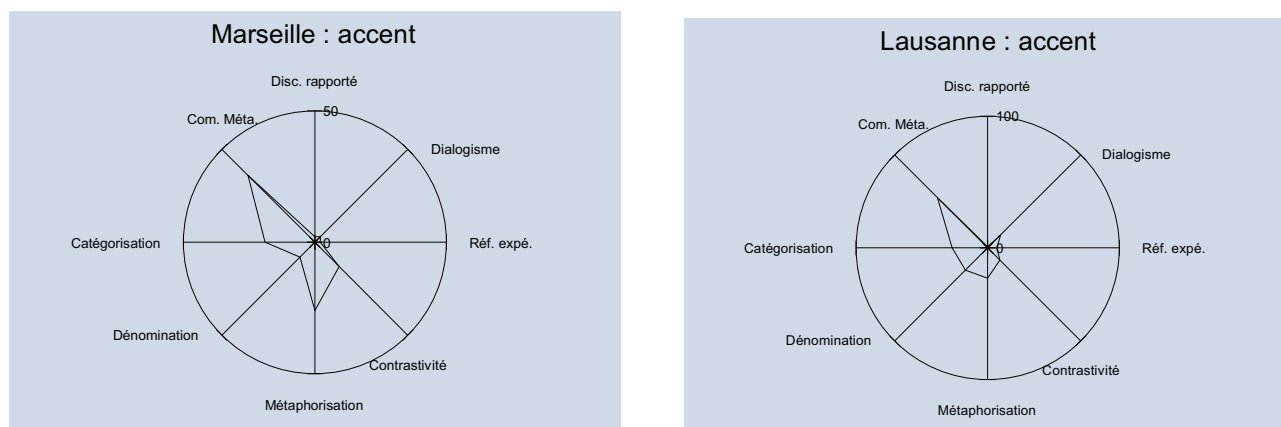 Marseille : accent
Disc. rapporté
50
Com. Méta.
Dialogisme
Catégorisation
0
Réf. expé.
Dénomination
Contrastivité
Métaphorisation
Lausanne : accent
Disc. rapporté
100
Com. Méta.
Dialogisme
Catégorisation
0
Réf. expé.
Dénomination
Contrastivité
Métaphorisation